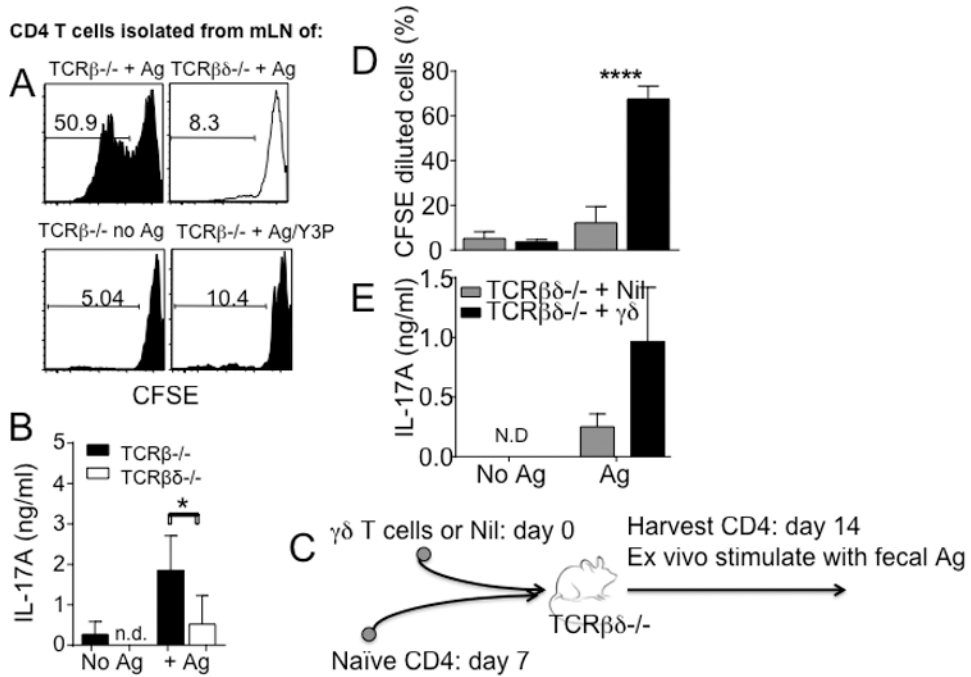 CD4 T cells isolated from mLN of:
A
TCRβ-/- + Ag
TCRβδ-/- + Ag
50.9
8.3
TCRβ-/- no Ag
TCRβ-/- + Ag/Y3P
5.04
10.4
CFSE
B
IL-17A (ng/ml)
5
4
3
2
1
0
TCRβ-/-
TCRβδ-/-
*
n.d.
No Ag
+ Ag
D
CFSE diluted cells (%)
80
60
40
20
0
****
E
IL-17A (ng/ml)
1.5
1.0
0.5
0.0
TCRβδ-/- + Nil
TCRβδ-/- + γδ
N.D
No Ag
Ag
C
γδ T cells or Nil: day 0
Naïve CD4: day 7
TCRβδ-/-
Harvest CD4: day 14
Ex vivo stimulate with fecal Ag